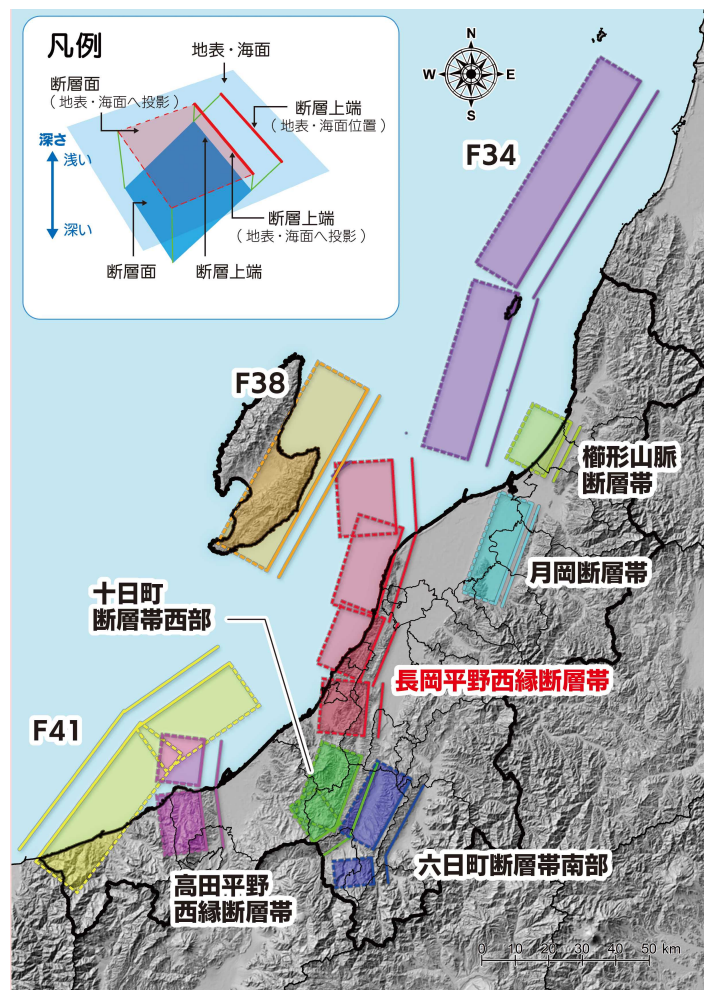 凡例
地表・海面
断層面
（地表・海面へ投影）
断層上端
（地表・海面位置）
深さ
浅い
深い
断層上端
（地表・海面へ投影）
断層面
断層上端
N
W
E
S
F34
F38
櫛形山脈
断層帯
月岡断層帯
十日町
断層帯西部
長岡平野西縁断層帯
F41
六日町断層帯南部
高田平野
西縁断層帯
0 10 20 30 40 50 km